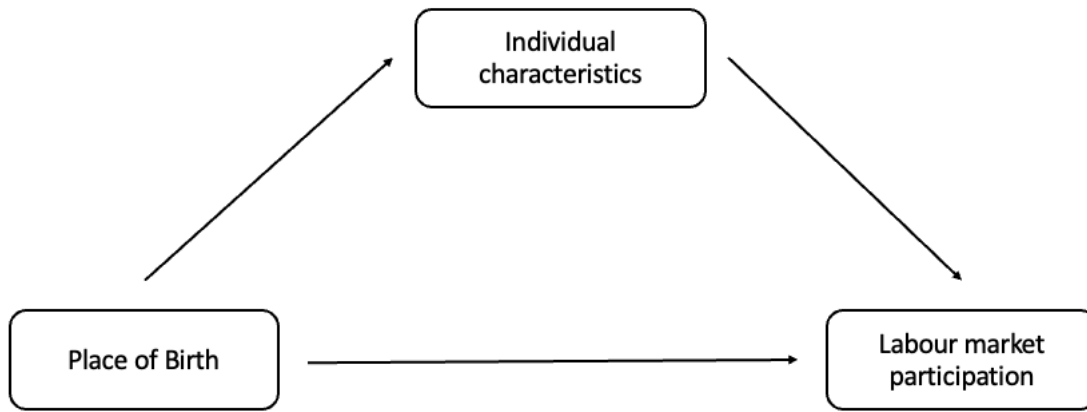 Individual
characteristics
Place of Birth
Labour market
participation